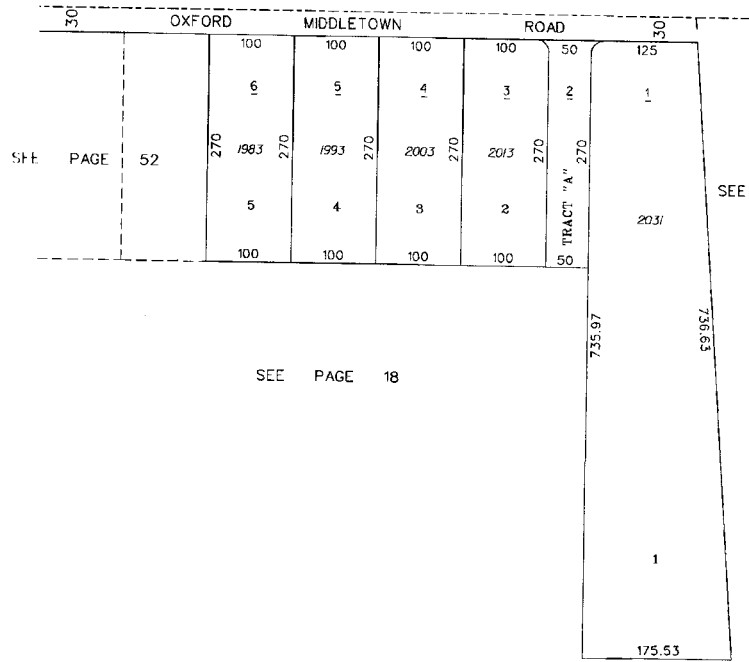 30 OXFORD MIDDLETOWN ROAD 30
100 100 100 100 50 125
6 5 4 3 2 1
SEE PAGE 52
270 1983 270 1993 270 2003 270 2013 270 270
TRACT "A"
SEE
2031
5 4 3 2
100 100 100 100 50
735.97 736.63
SEE PAGE 18
1
175.53